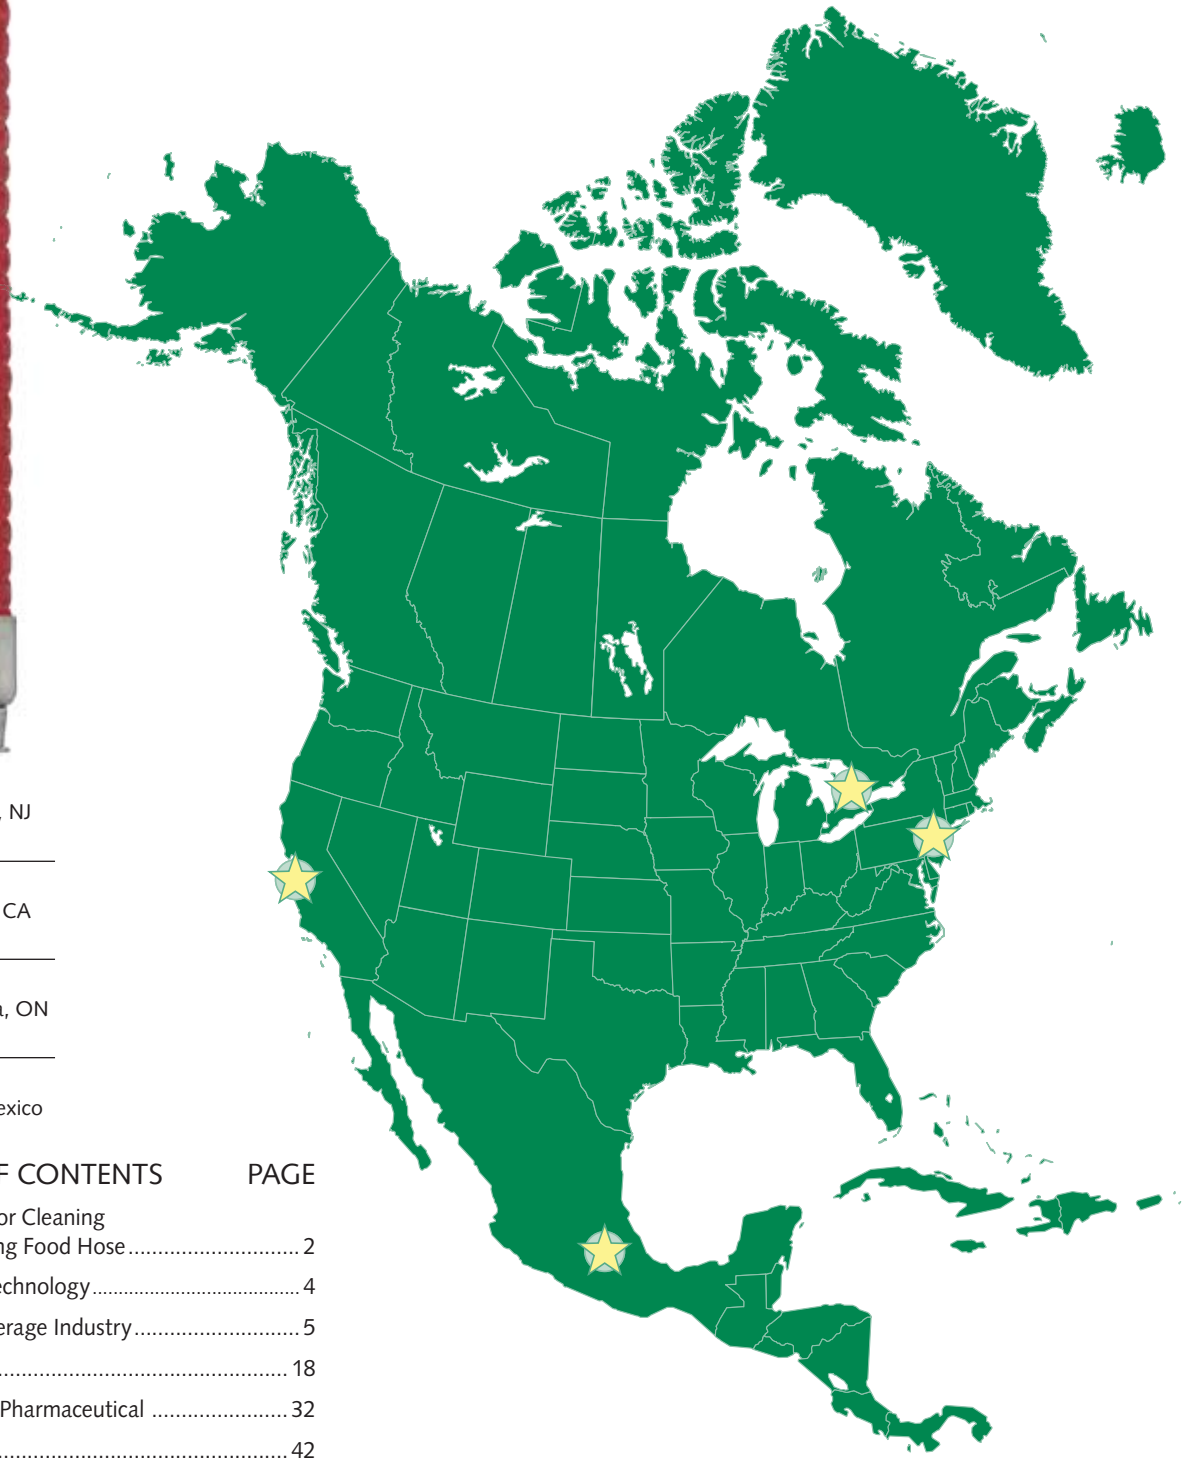 , NJ
CA
, ON
exico
F CONTENTS PAGE
or Cleaning
ng Food Hose 2
echnology 4
erage Industry 5
18
Pharmaceutical 32
42